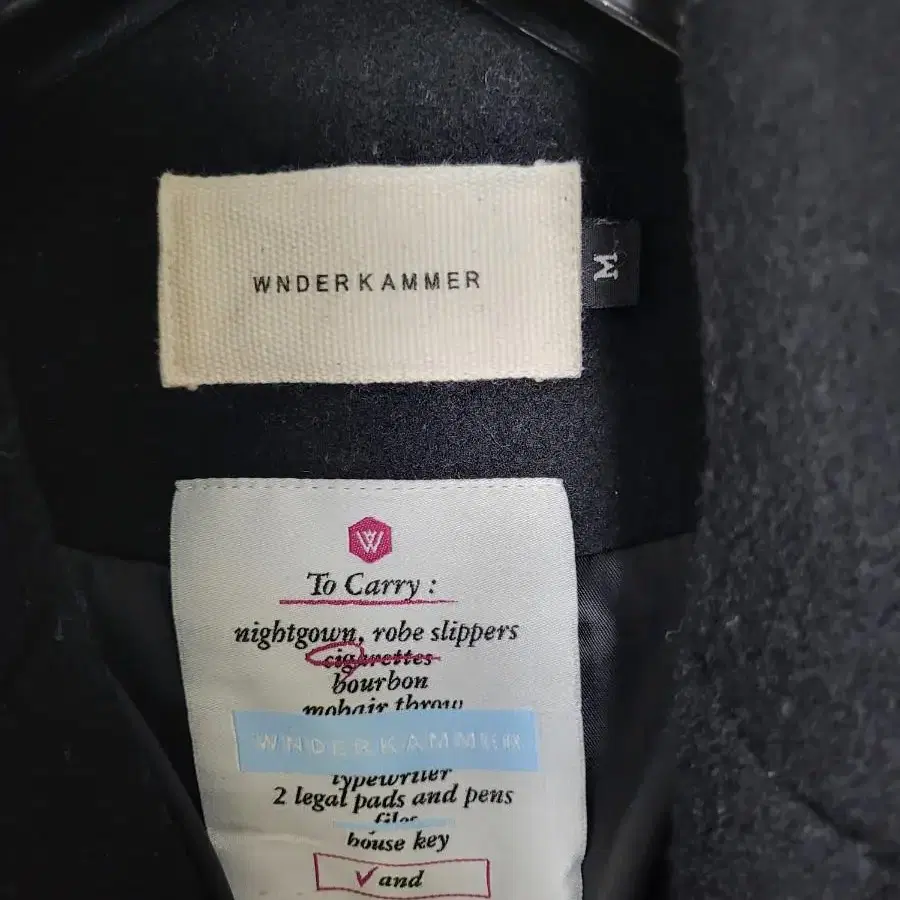 WNDERKAMMER
M
W
To Carry :
nightgown, robe slippers
cigarettes
bourbon
mohair throw
WNDERKAMMER
typewriter
2 legal pads and pens
files
house key
and